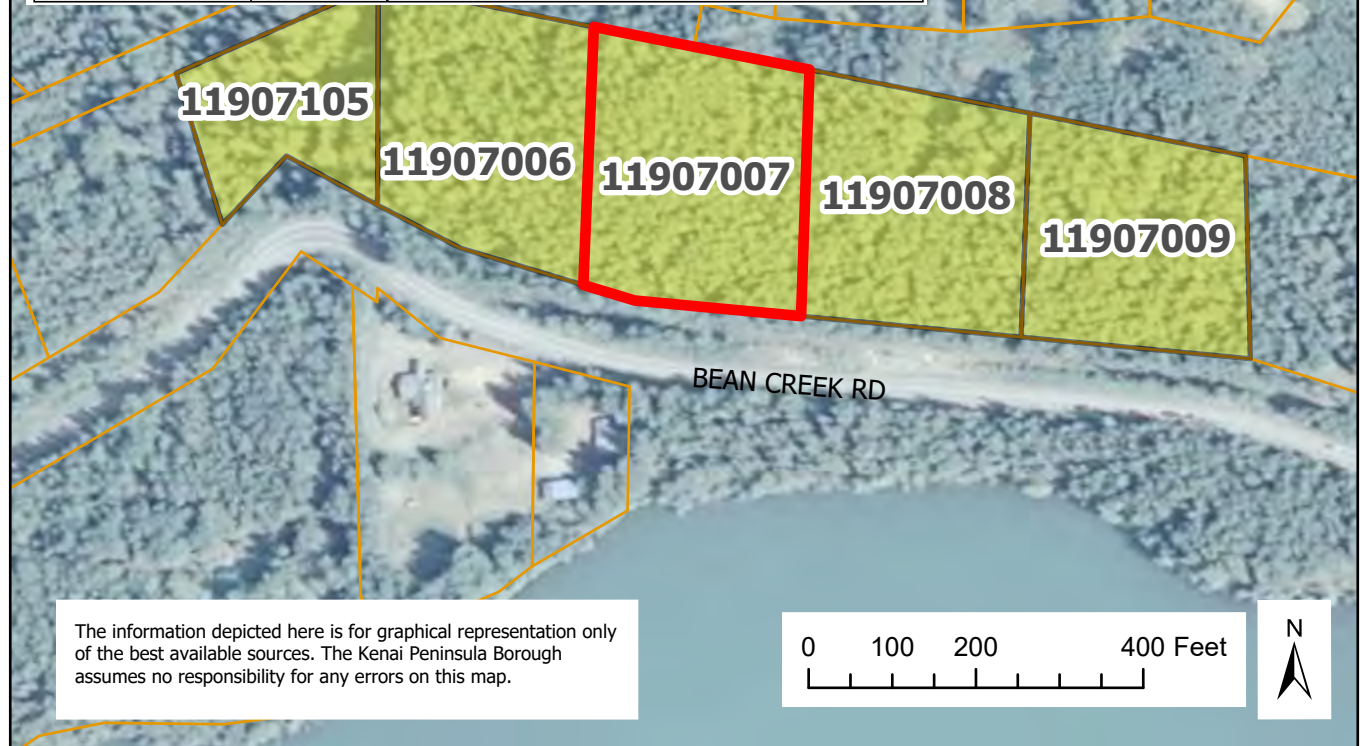 11907105
11907006
11907007
11907008
11907009
BEAN CREEK RD
The information depicted here is for graphical representation only
of the best available sources. The Kenai Peninsula Borough
assumes no responsibility for any errors on this map.
0 100 200 400 Feet
N